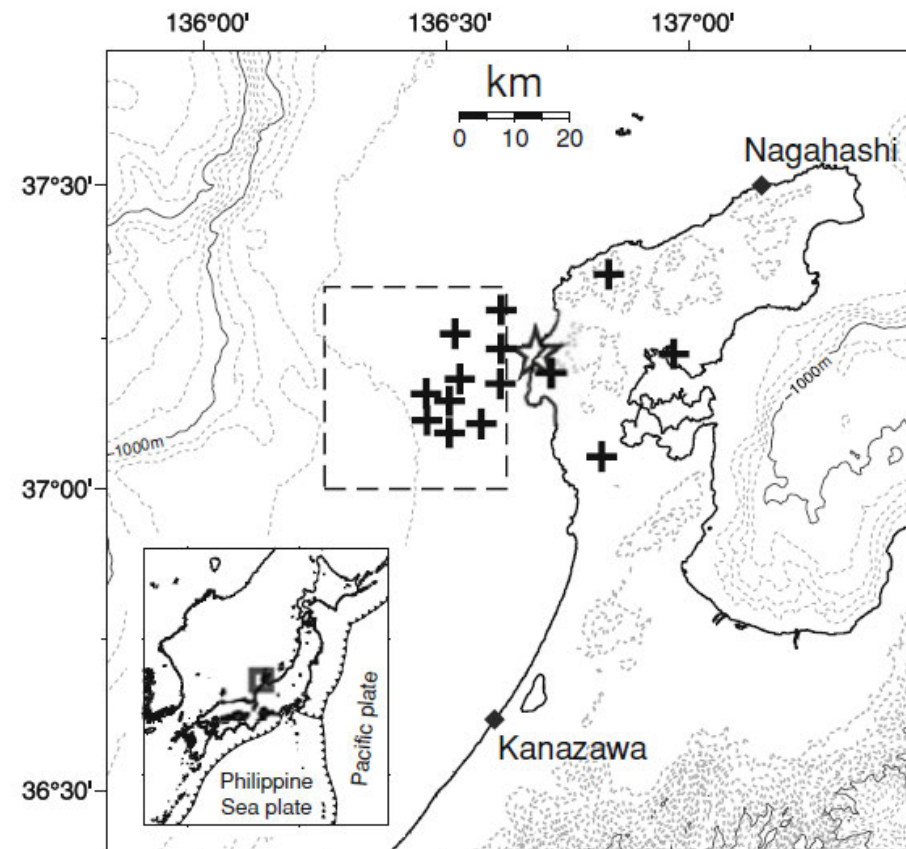 136°00' 136°30' 137°00'
km
0 10 20
Nagahashi
37°30'
1000m
1000m
37°00'
Pacific plate
Philippine
Sea plate
Kanazawa
36°30'